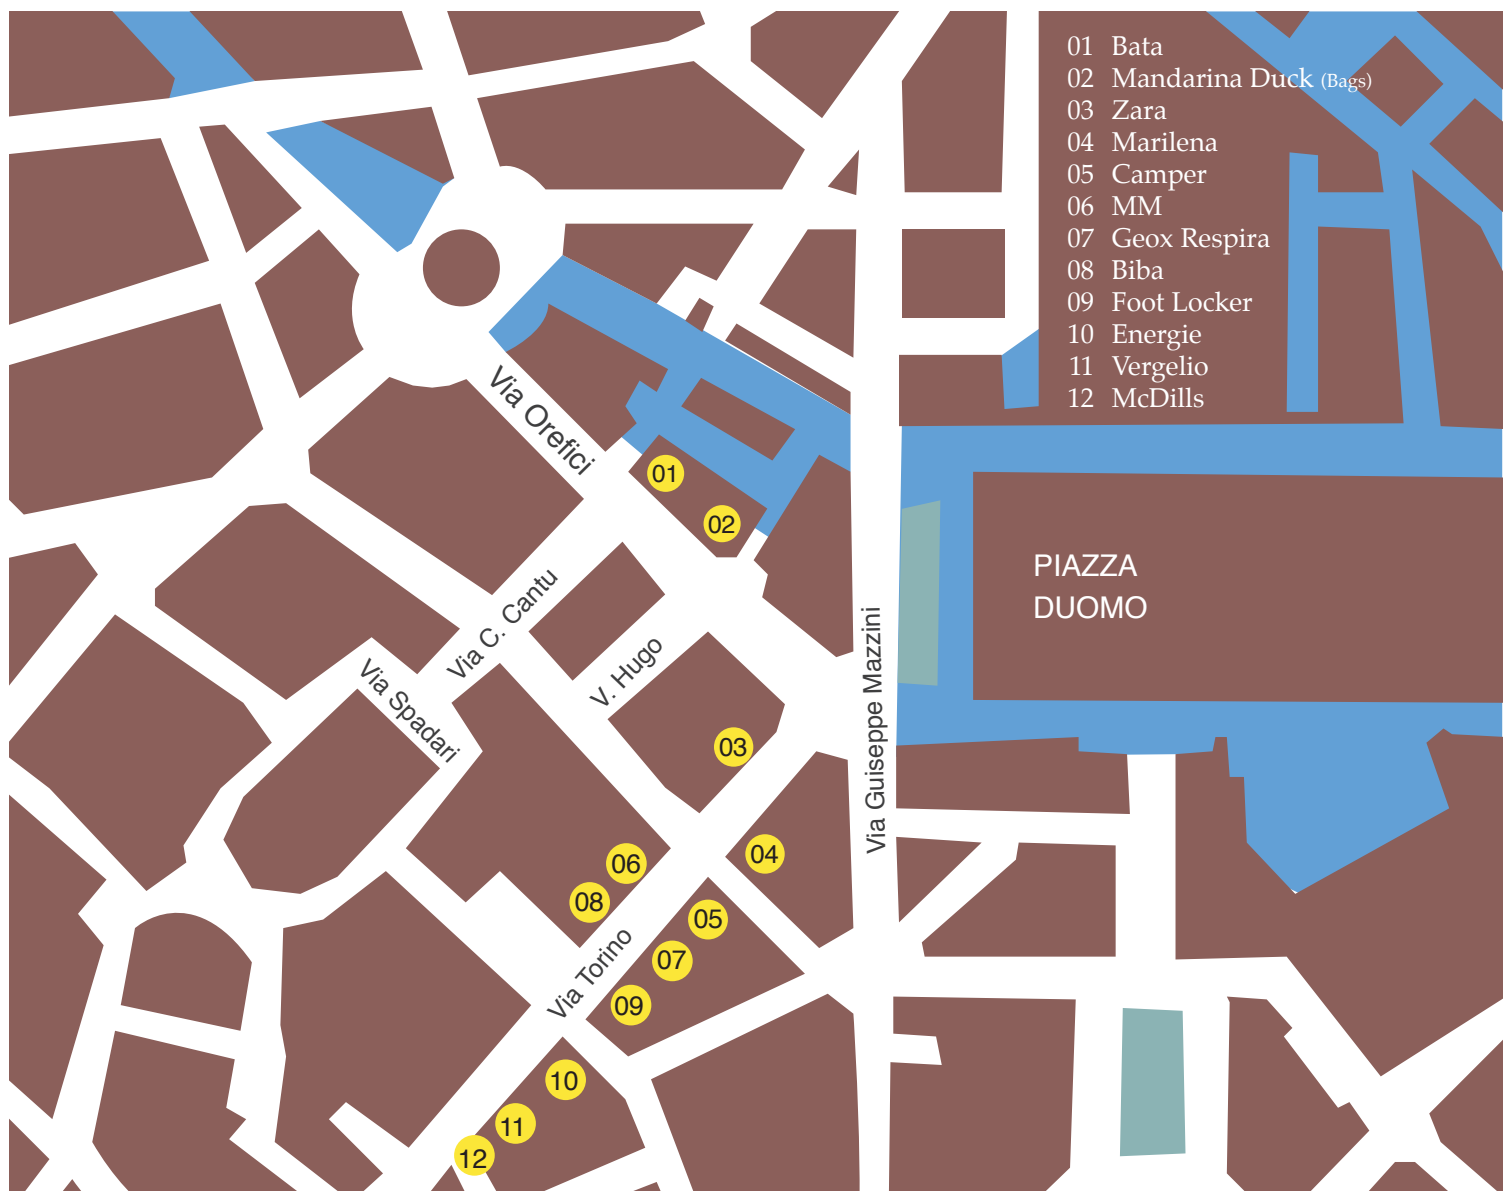 01 Bata
02 Mandarina Duck (Bags)
03 Zara
04 Marilena
05 Camper
06 MM
07 Geox Respira
08 Biba
09 Foot Locker
10 Energie
11 Vergelio
12 McDills
Via Orefici
01
02
PIAZZA
DUOMO
Via C. Cantu
V. Hugo
Via Spadari
Via Guiseppe Mazzini
03
04
06
08
05
07
09
Via Torino
10
11
12